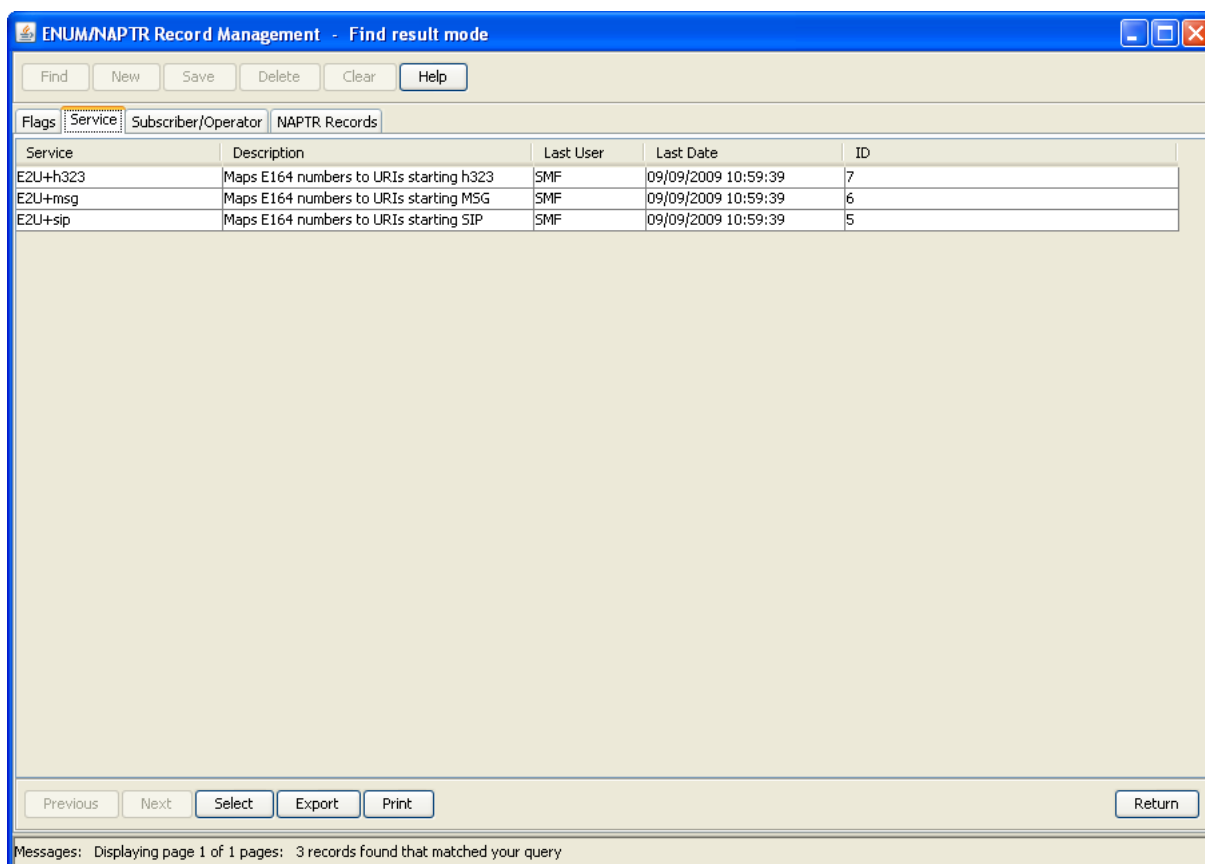 ENUM/NAPTR Record Management - Find result mode
Find New Save Delete Clear Help
Flags Service Subscriber/Operator NAPTR Records
Service Description Last User Last Date ID
E2U+h323 Maps E164 numbers to URIs starting h323 SMF 09/09/2009 10:59:39 7
E2U+msg Maps E164 numbers to URIs starting MSG SMF 09/09/2009 10:59:39 6
E2U+sip Maps E164 numbers to URIs starting SIP SMF 09/09/2009 10:59:39 5
Previous Next Select Export Print Return
Messages: Displaying page 1 of 1 pages: 3 records found that matched your query